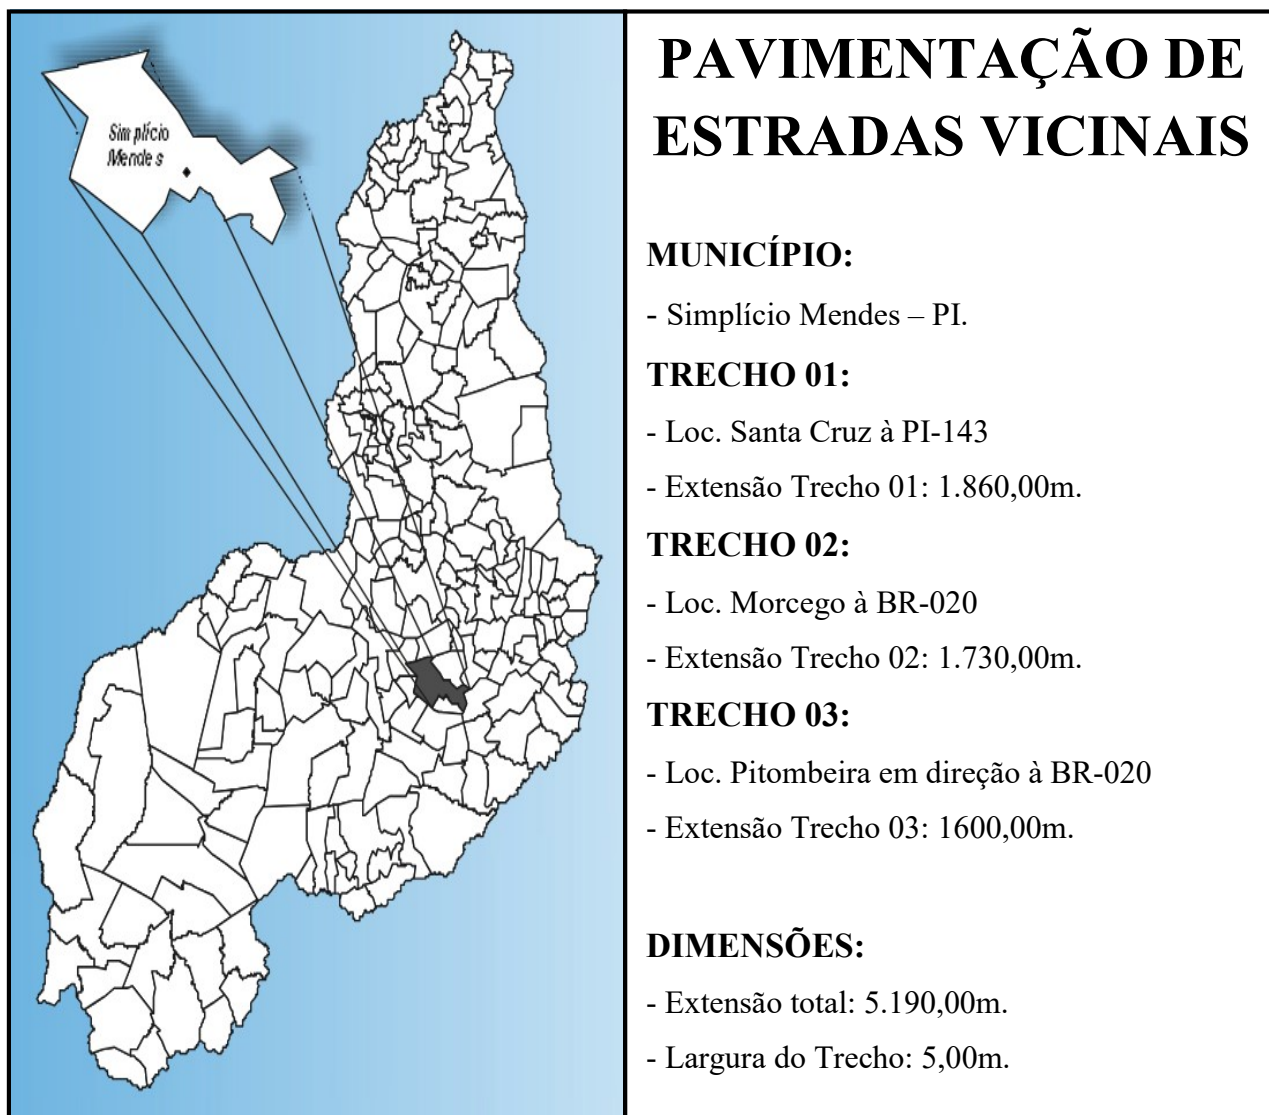 Simplício
Mendes
PAVIMENTAÇÃO DE
ESTRADAS VICINAIS
MUNICÍPIO:
- Simplício Mendes – PI.
TRECHO 01:
- Loc. Santa Cruz à PI-143
- Extensão Trecho 01: 1.860,00m.
TRECHO 02:
- Loc. Morcego à BR-020
- Extensão Trecho 02: 1.730,00m.
TRECHO 03:
- Loc. Pitombeira em direção à BR-020
- Extensão Trecho 03: 1600,00m.
DIMENSÕES:
- Extensão total: 5.190,00m.
- Largura do Trecho: 5,00m.